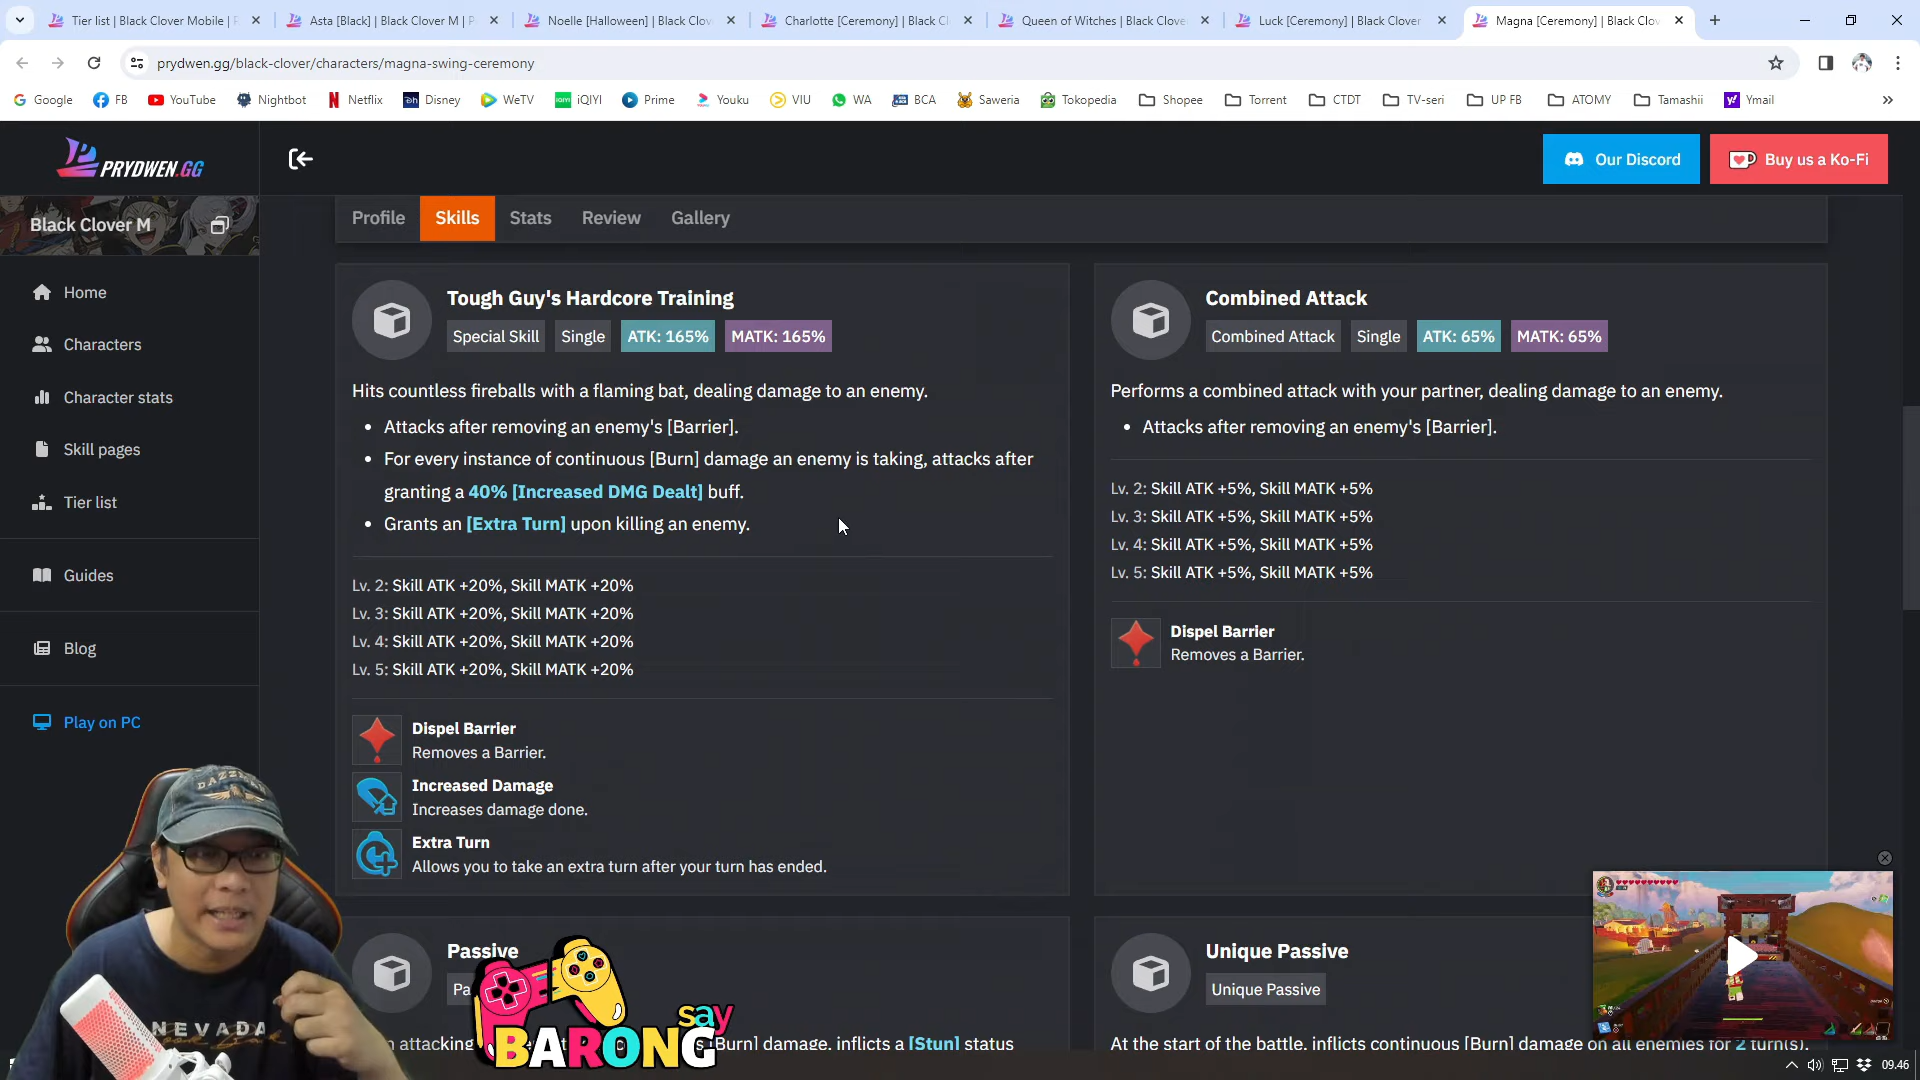 Tier list | Black Clover Mobile |
Asta [Black] | Black Clover M | P
Noelle [Halloween] | Black Clov
Charlotte [Ceremony] | Black Cl
Queen of Witches | Black Clove
Luck [Ceremony] | Black Clover
Magna [Ceremony] | Black Clov
prydwen.gg/black-clover/characters/magna-swing-ceremony
Google
FB
YouTube
Nightbot
Netflix
Disney
WeTV
iQIYI
Prime
Youku
VIU
WA
BCA
Saweria
Tokopedia
Shopee
Torrent
CTDT
TV-seri
UP FB
ATOMY
Tamashii
Ymail
PRYDWEN.GG
Our Discord
Buy us a Ko-Fi
Black Clover M
Home
Characters
Character stats
Skill pages
Tier list
Guides
Blog
Play on PC
Profile
Skills
Stats
Review
Gallery
Tough Guy's Hardcore Training
Special Skill
Single
ATK: 165%
MATK: 165%
Hits countless fireballs with a flaming bat, dealing damage to an enemy.
• Attacks after removing an enemy's [Barrier].
• For every instance of continuous [Burn] damage an enemy is taking, attacks after
granting a 40% [Increased DMG Dealt] buff.
• Grants an [Extra Turn] upon killing an enemy.
Lv. 2: Skill ATK +20%, Skill MATK +20%
Lv. 3: Skill ATK +20%, Skill MATK +20%
Lv. 4: Skill ATK +20%, Skill MATK +20%
Lv. 5: Skill ATK +20%, Skill MATK +20%
Dispel Barrier
Removes a Barrier.
Increased Damage
Increases damage done.
Extra Turn
Allows you to take an extra turn after your turn has ended.
Combined Attack
Combined Attack
Single
ATK: 65%
MATK: 65%
Performs a combined attack with your partner, dealing damage to an enemy.
• Attacks after removing an enemy's [Barrier].
Lv. 2: Skill ATK +5%, Skill MATK +5%
Lv. 3: Skill ATK +5%, Skill MATK +5%
Lv. 4: Skill ATK +5%, Skill MATK +5%
Lv. 5: Skill ATK +5%, Skill MATK +5%
Dispel Barrier
Removes a Barrier.
Passive
Pa
attacking
[Burn] damage, inflicts a [Stun] status
Unique Passive
Unique Passive
At the start of the battle, inflicts continuous [Burn] damage on all enemies for 2 turn(s).
say
BARONG
NEVADA
09.46